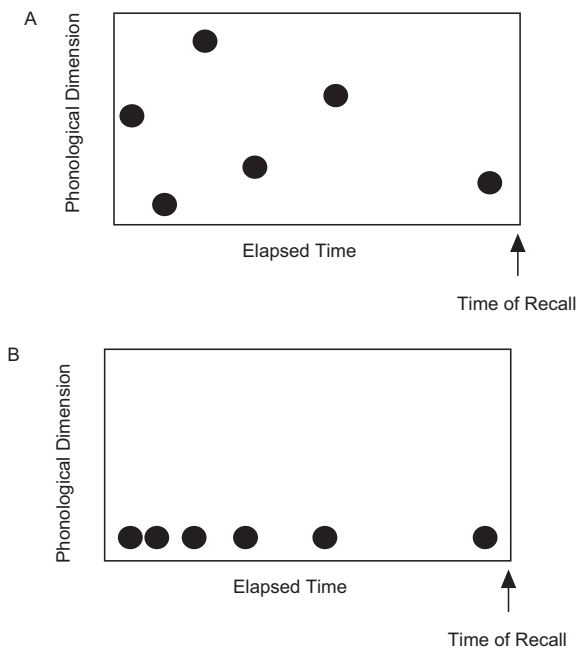 A
Phonological Dimension
Elapsed Time
Time of Recall
B
Phonological Dimension
Elapsed Time
Time of Recall